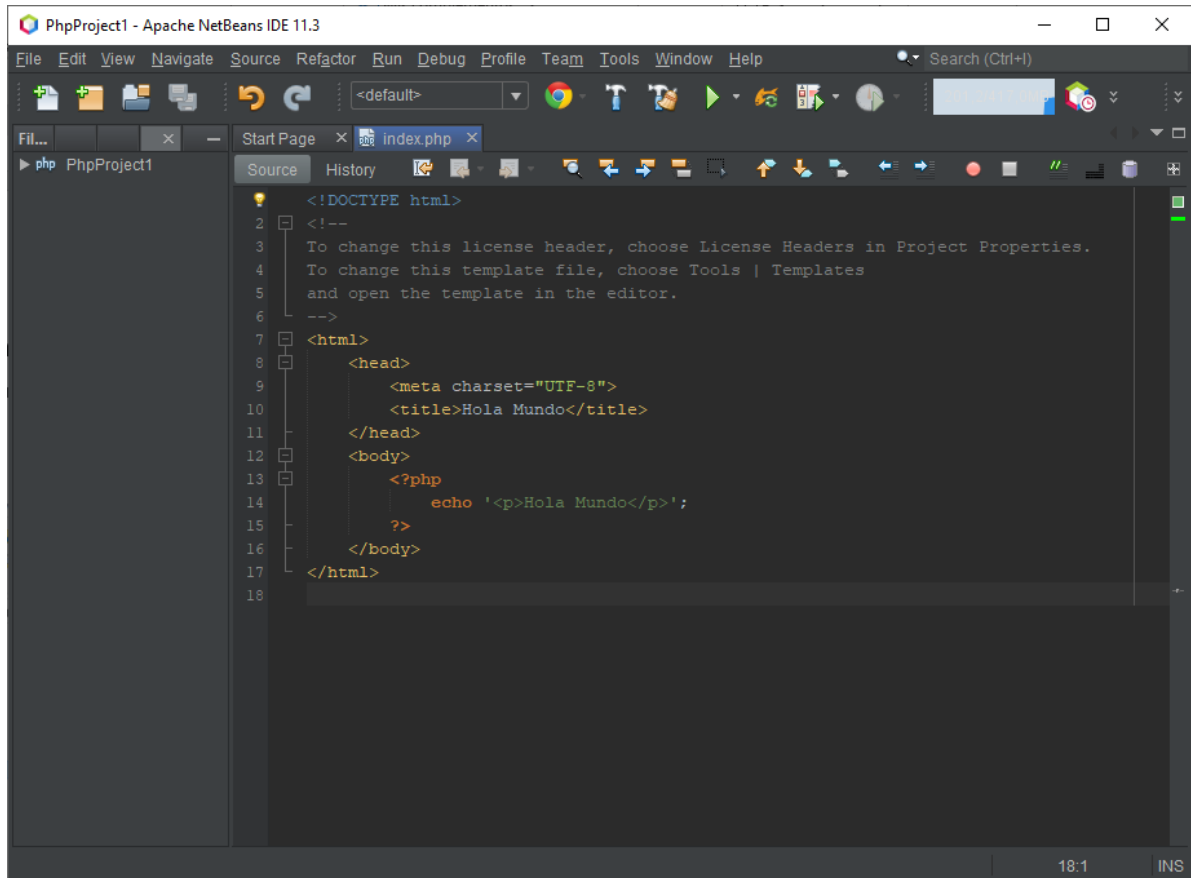 PhpProject1 - Apache NetBeans IDE 11.3
File Edit View Navigate Source Refactor Run Debug Profile Team Tools Window Help Search (Ctrl+I)
<default>
Fil... Start Page index.php
php PhpProject1
Source History
<!DOCTYPE html>
2 <!--
3 To change this license header, choose License Headers in Project Properties.
4 To change this template file, choose Tools | Templates
5 and open the template in the editor.
6 -->
7 <html>
8 <head>
9 <meta charset="UTF-8">
10 <title>Hola Mundo</title>
11 </head>
12 <body>
13 <?php
14 echo '<p>Hola Mundo</p>';
15 ?>
16 </body>
17 </html>
18
18:1 INS